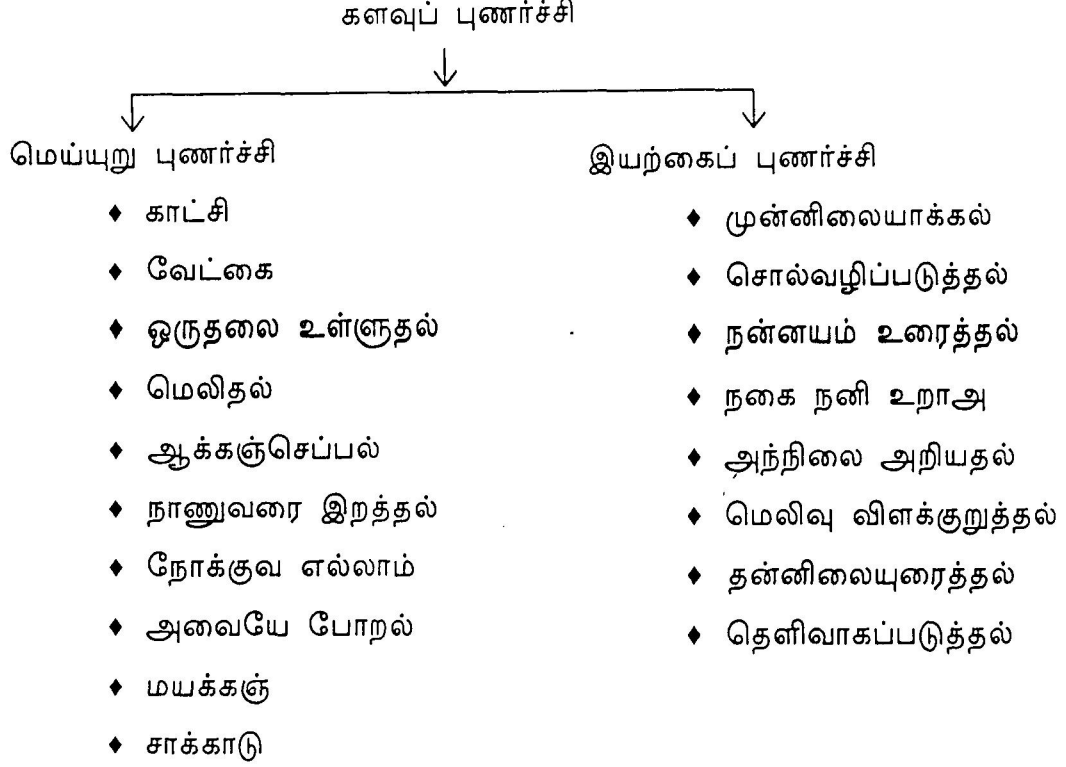 களவுப் புணர்ச்சி
மெய்யுறு புணர்ச்சி
♦ காட்சி
♦ வேட்கை
♦ ஒருதலை உள்ளுதல்
♦ மெலிதல்
♦ ஆக்கஞ்செப்பல்
♦ நாணுவரை இறத்தல்
♦ நோக்குவ எல்லாம்
♦ அவையே போறல்
♦ மயக்கஞ்
♦ சாக்காடு
இயற்கைப் புணர்ச்சி
♦ முன்னிலையாக்கல்
♦ சொல்வழிப்படுத்தல்
♦ நன்னயம் உரைத்தல்
♦ நகை நனி உறாஅ
♦ அந்நிலை அறியதல்
♦ மெலிவு விளக்குறுத்தல்
♦ தன்னிலையுரைத்தல்
♦ தெளிவாகப்படுத்தல்